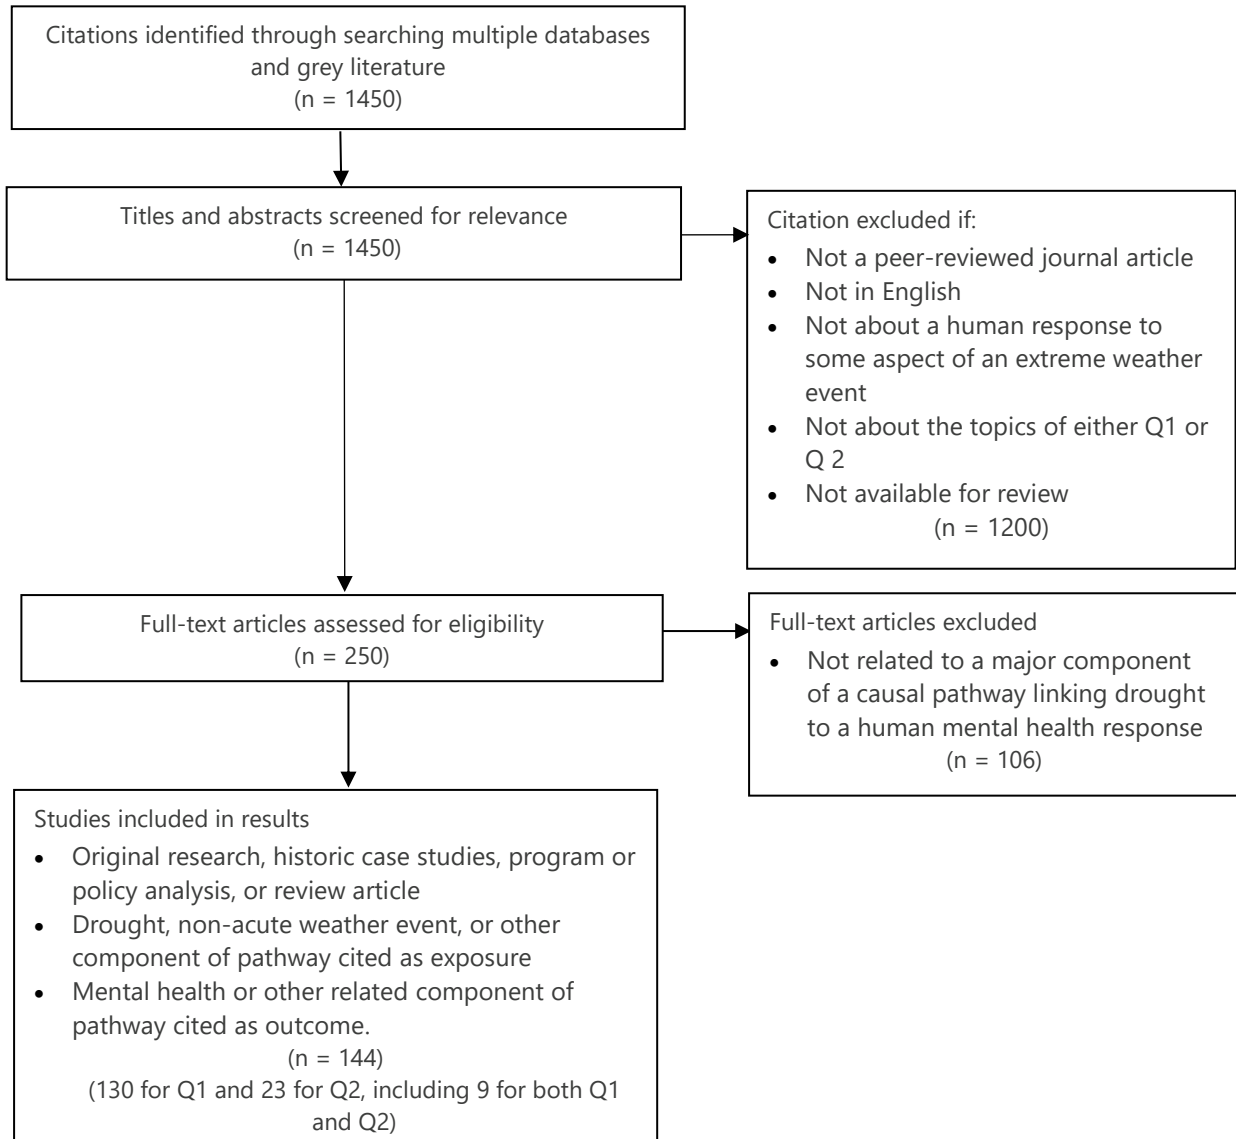 Citations identified through searching multiple databases
and grey literature
(n = 1450)
Titles and abstracts screened for relevance
(n = 1450)
Citation excluded if:
• Not a peer-reviewed journal article
• Not in English
• Not about a human response to
some aspect of an extreme weather
event
• Not about the topics of either Q1 or
Q 2
• Not available for review
(n = 1200)
Full-text articles assessed for eligibility
(n = 250)
Full-text articles excluded
• Not related to a major component
of a causal pathway linking drought
to a human mental health response
(n = 106)
Studies included in results
• Original research, historic case studies, program or
policy analysis, or review article
• Drought, non-acute weather event, or other
component of pathway cited as exposure
• Mental health or other related component of
pathway cited as outcome.
(n = 144)
(130 for Q1 and 23 for Q2, including 9 for both Q1
and Q2)